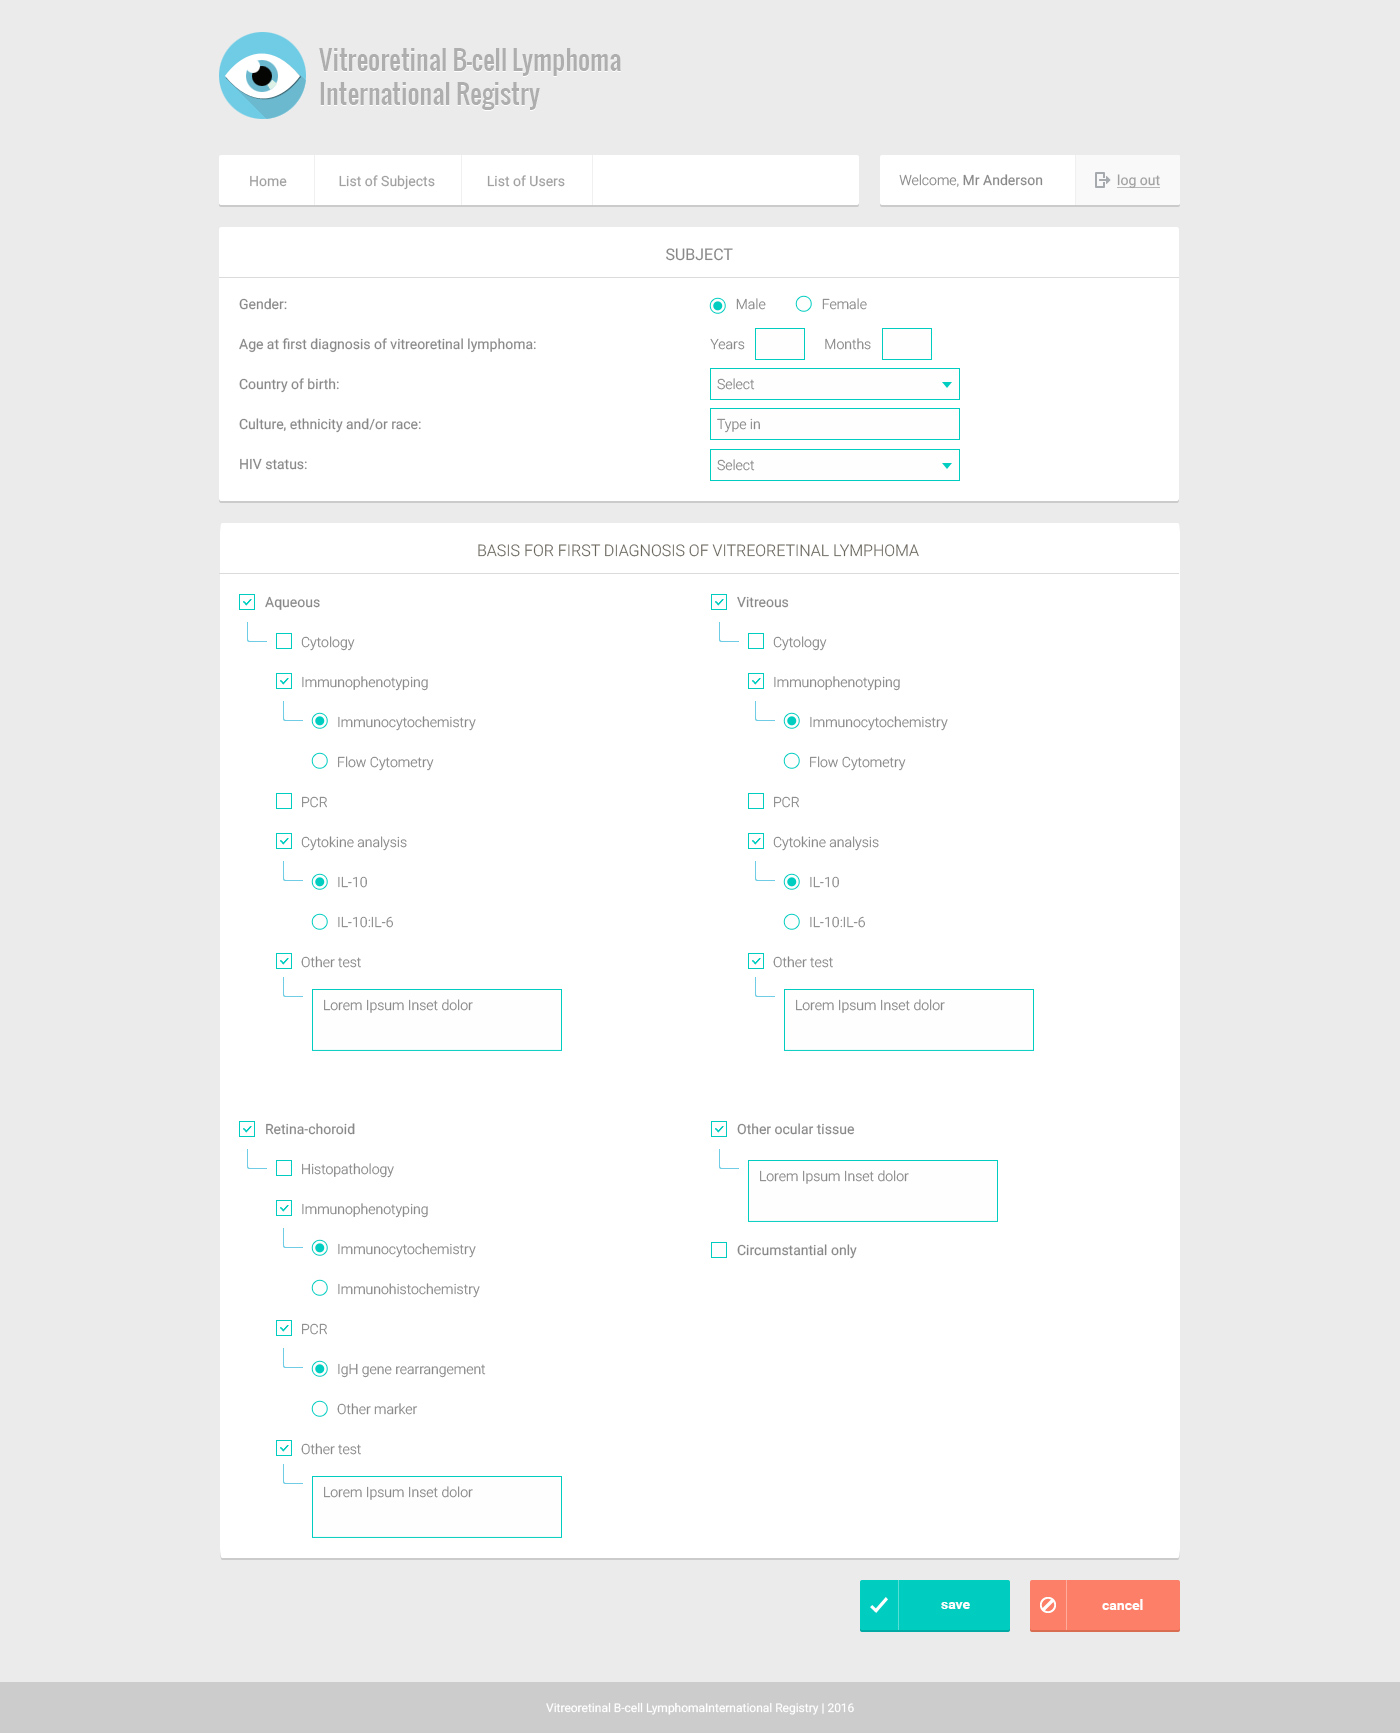 Vitreoretinal B-cell Lymphoma
International Registry
Home List of Subjects List of Users Welcome, Mr Anderson log out
SUBJECT
Gender: Male Female
Age at first diagnosis of vitreoretinal lymphoma: Years Months
Country of birth: Select
Culture, ethnicity and/or race: Type in
HIV status: Select
BASIS FOR FIRST DIAGNOSIS OF VITREORETINAL LYMPHOMA
Aqueous
Cytology
Immunophenotyping
Immunocytochemistry
Flow Cytometry
PCR
Cytokine analysis
IL-10
IL-10:IL-6
Other test
Lorem Ipsum Inset dolor
Vitreous
Cytology
Immunophenotyping
Immunocytochemistry
Flow Cytometry
PCR
Cytokine analysis
IL-10
IL-10:IL-6
Other test
Lorem Ipsum Inset dolor
Retina-choroid
Histopathology
Immunophenotyping
Immunocytochemistry
Immunohistochemistry
PCR
IgH gene rearrangement
Other marker
Other test
Lorem Ipsum Inset dolor
Other ocular tissue
Lorem Ipsum Inset dolor
Circumstantial only
save cancel
Vitreoretinal B-cell LymphomaInternational Registry | 2016